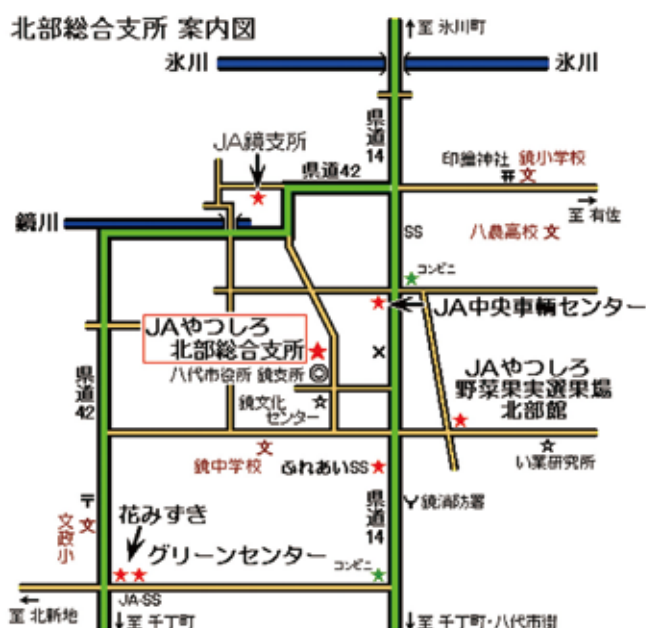 北部総合支所 案内図
至 氷川町
氷川
氷川
県道14
JA鏡支所
県道42
印鑰神社
鏡小学校
文
至 有佐
鏡川
SS
八農高校 文
コンビニ
JA中央車輌センター
JAやつしろ
北部総合支所
八代市役所 鏡支所
JAやつしろ
野菜果実選果場
北部館
県道42
鏡文化
センター
文
鏡中学校
ふれあいSS
い業研究所
県道14
鏡消防署
文政小
文
花みずき
グリーンセンター
コンビニ
JA-SS
至 北新地
至 千丁町
至 千丁町・八代市街